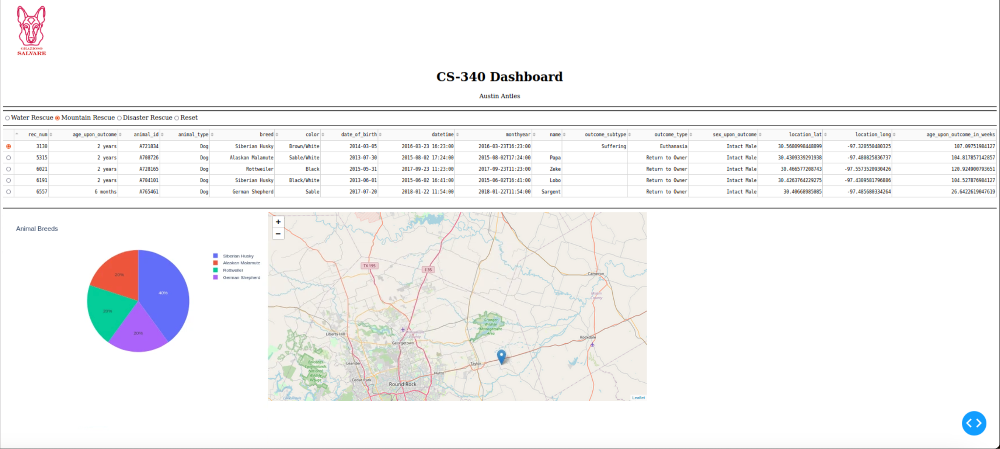 GRAZIOSO
SALVARE
CS-340 Dashboard
Austin Antles
Water Rescue Mountain Rescue Disaster Rescue Reset
rec_num age_upon_outcome animal_id animal_type breed color date_of_birth datetime monthyear name outcome_subtype outcome_type sex_upon_outcome location_lat location_long age_upon_outcome_in_weeks
3130 2 years A721834 Dog Siberian Husky Brown/White 2014-03-05 2016-03-23 16:23:00 2016-03-23T16:23:00 Suffering Euthanasia Intact Male 30.5680998448899 -97.320550480325 107.09751984127
5315 2 years A708726 Dog Alaskan Malamute Sable/White 2013-07-30 2015-08-02 17:24:00 2015-08-02T17:24:00 Papa Return to Owner Intact Male 30.4309339291938 -97.480825836737 104.817857142857
6021 2 years A728165 Dog Rottweiler Black 2015-05-31 2017-09-23 11:23:00 2017-09-23T11:23:00 Zeke Return to Owner Intact Male 30.466577208743 -97.5573520930426 120.924900793651
6191 2 years A704101 Dog Siberian Husky Black/White 2013-06-01 2015-06-02 16:41:00 2015-06-02T16:41:00 Lobo Return to Owner Intact Male 30.4263764229275 -97.4309581796886 104.527876984127
6557 6 months A765461 Dog German Shepherd Sable 2017-07-20 2018-01-22 11:54:00 2018-01-22T11:54:00 Sargent Return to Owner Intact Male 30.40668985085 -97.485680334264 26.6422619047619
Animal Breeds
Siberian Husky
Alaskan Malamute
Rottweiler
German Shepherd
20%
40%
20%
20%
+
−
TX 195
I 35
Cameron
Milam
County
Granger
Wildlife
Management
Area
Liberty Hill
Williamson
County
Georgetown
Rockdale
Balcones
Canyonlands
National
Wildlife
Refuge
Leander
Taylor
Hutto
Cedar Park
Round Rock
Lake Travis
Leaflet